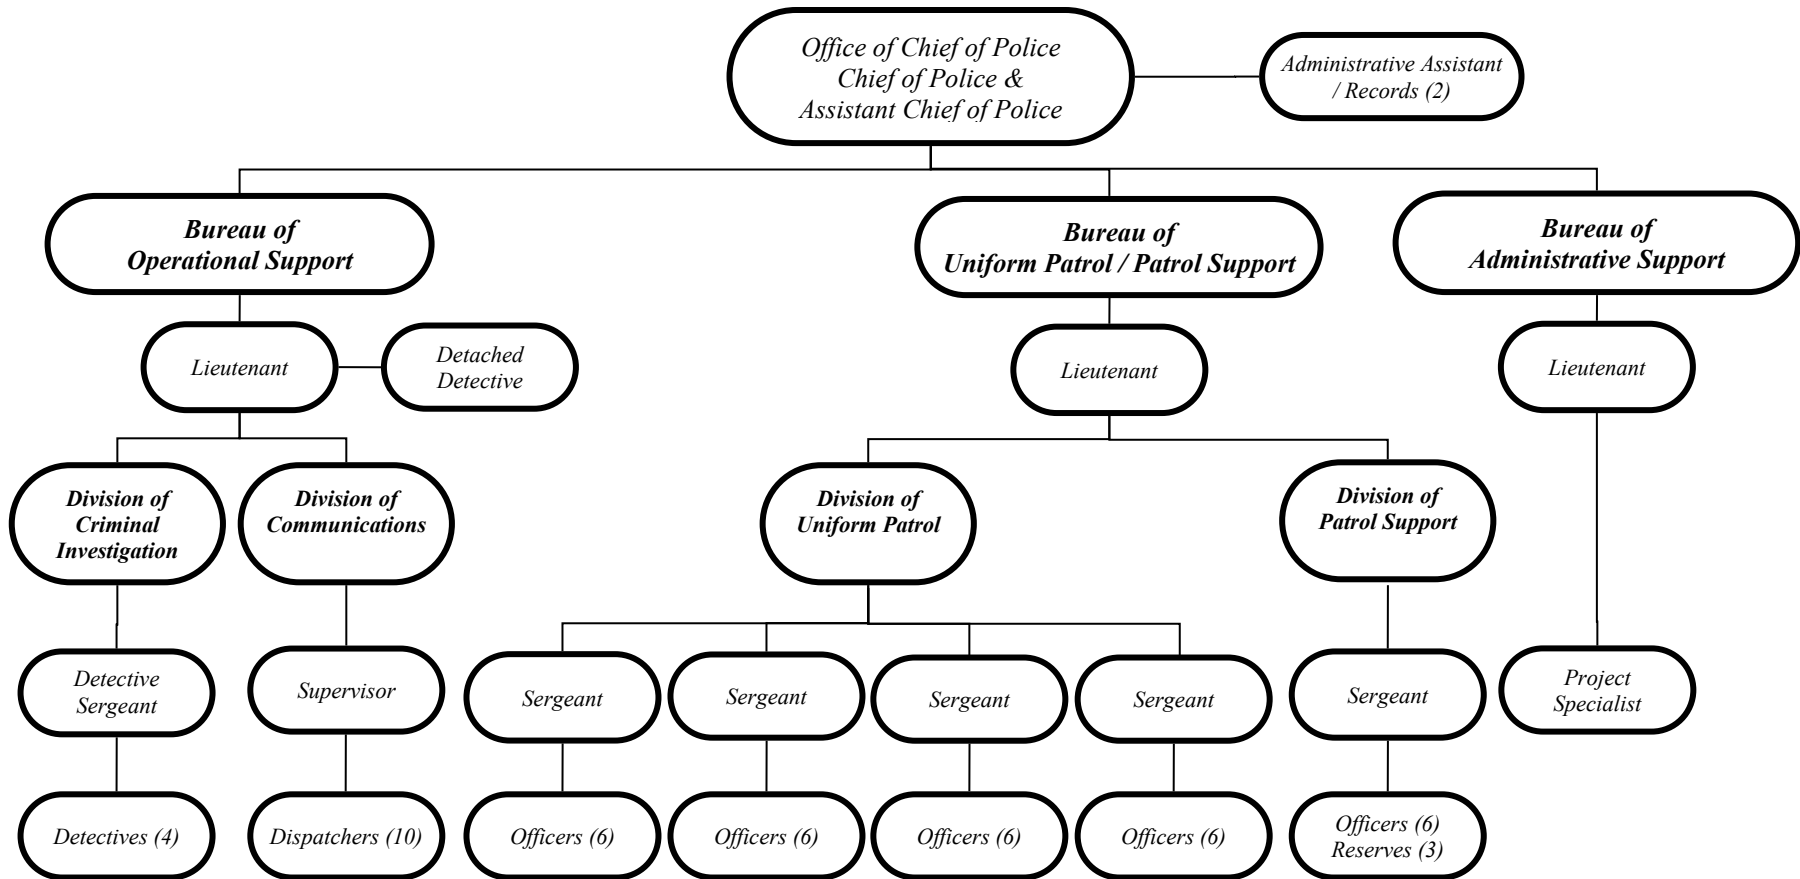 Office of Chief of Police
Chief of Police &
Assistant Chief of Police
Administrative Assistant
/ Records (2)
Bureau of
Operational Support
Bureau of
Uniform Patrol / Patrol Support
Bureau of
Administrative Support
Lieutenant
Detached
Detective
Lieutenant
Lieutenant
Division of
Criminal
Investigation
Division of
Communications
Division of
Uniform Patrol
Division of
Patrol Support
Detective
Sergeant
Supervisor
Sergeant
Sergeant
Sergeant
Sergeant
Sergeant
Project
Specialist
Detectives (4)
Dispatchers (10)
Officers (6)
Officers (6)
Officers (6)
Officers (6)
Officers (6)
Reserves (3)